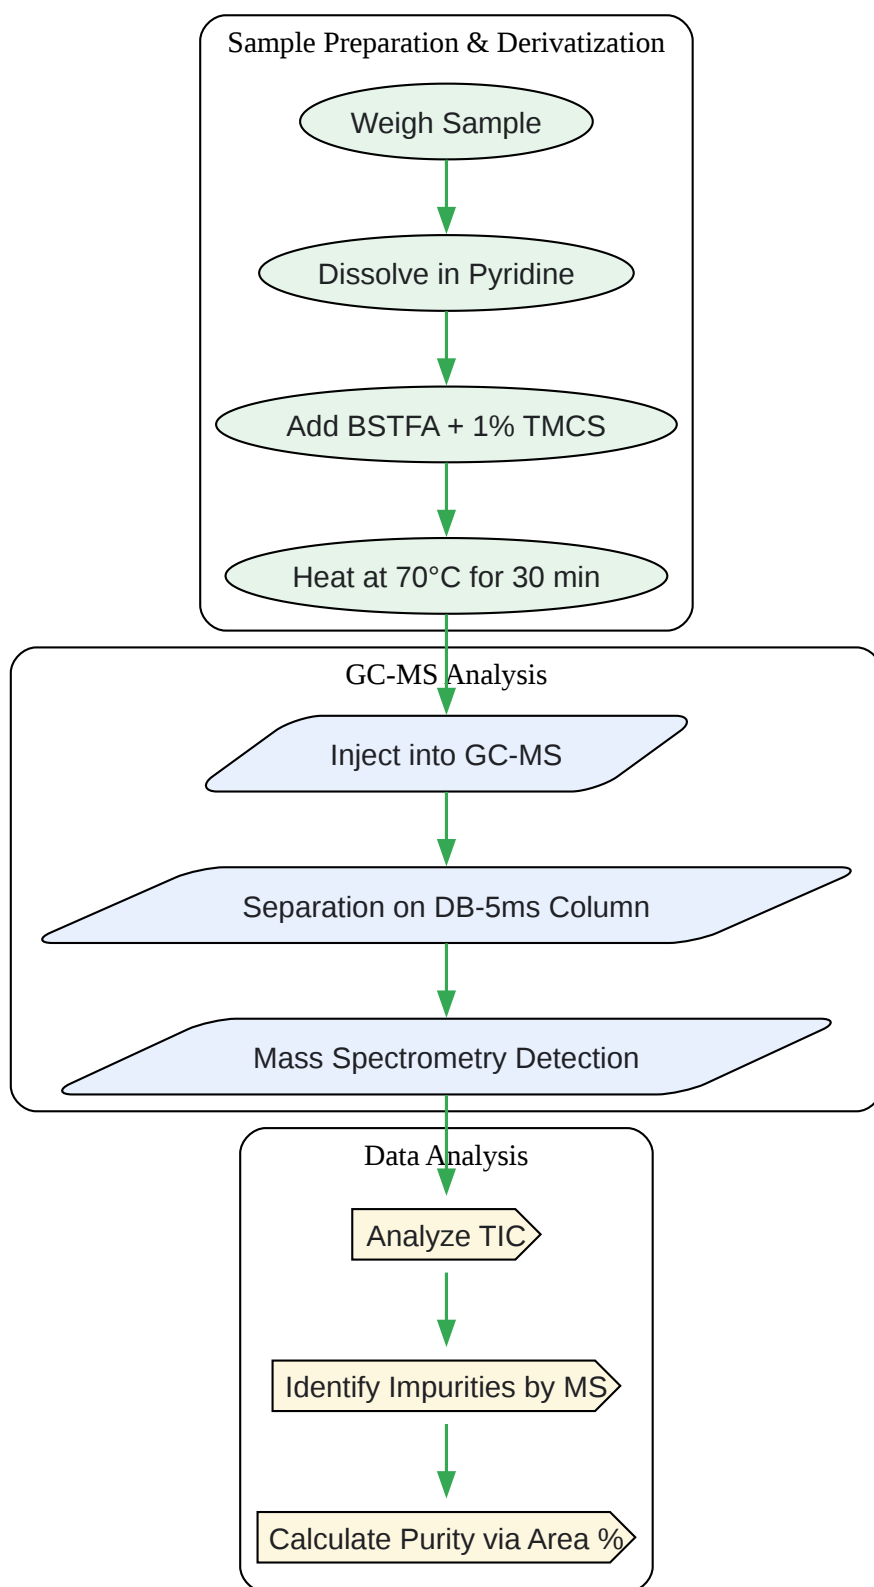 Sample Preparation & Derivatization
Weigh Sample
Dissolve in Pyridine
Add BSTFA + 1% TMCS
Heat at 70°C for 30 min
GC-MS Analysis
Inject into GC-MS
Separation on DB-5ms Column
Mass Spectrometry Detection
Data Analysis
Analyze TIC
Identify Impurities by MS
Calculate Purity via Area %